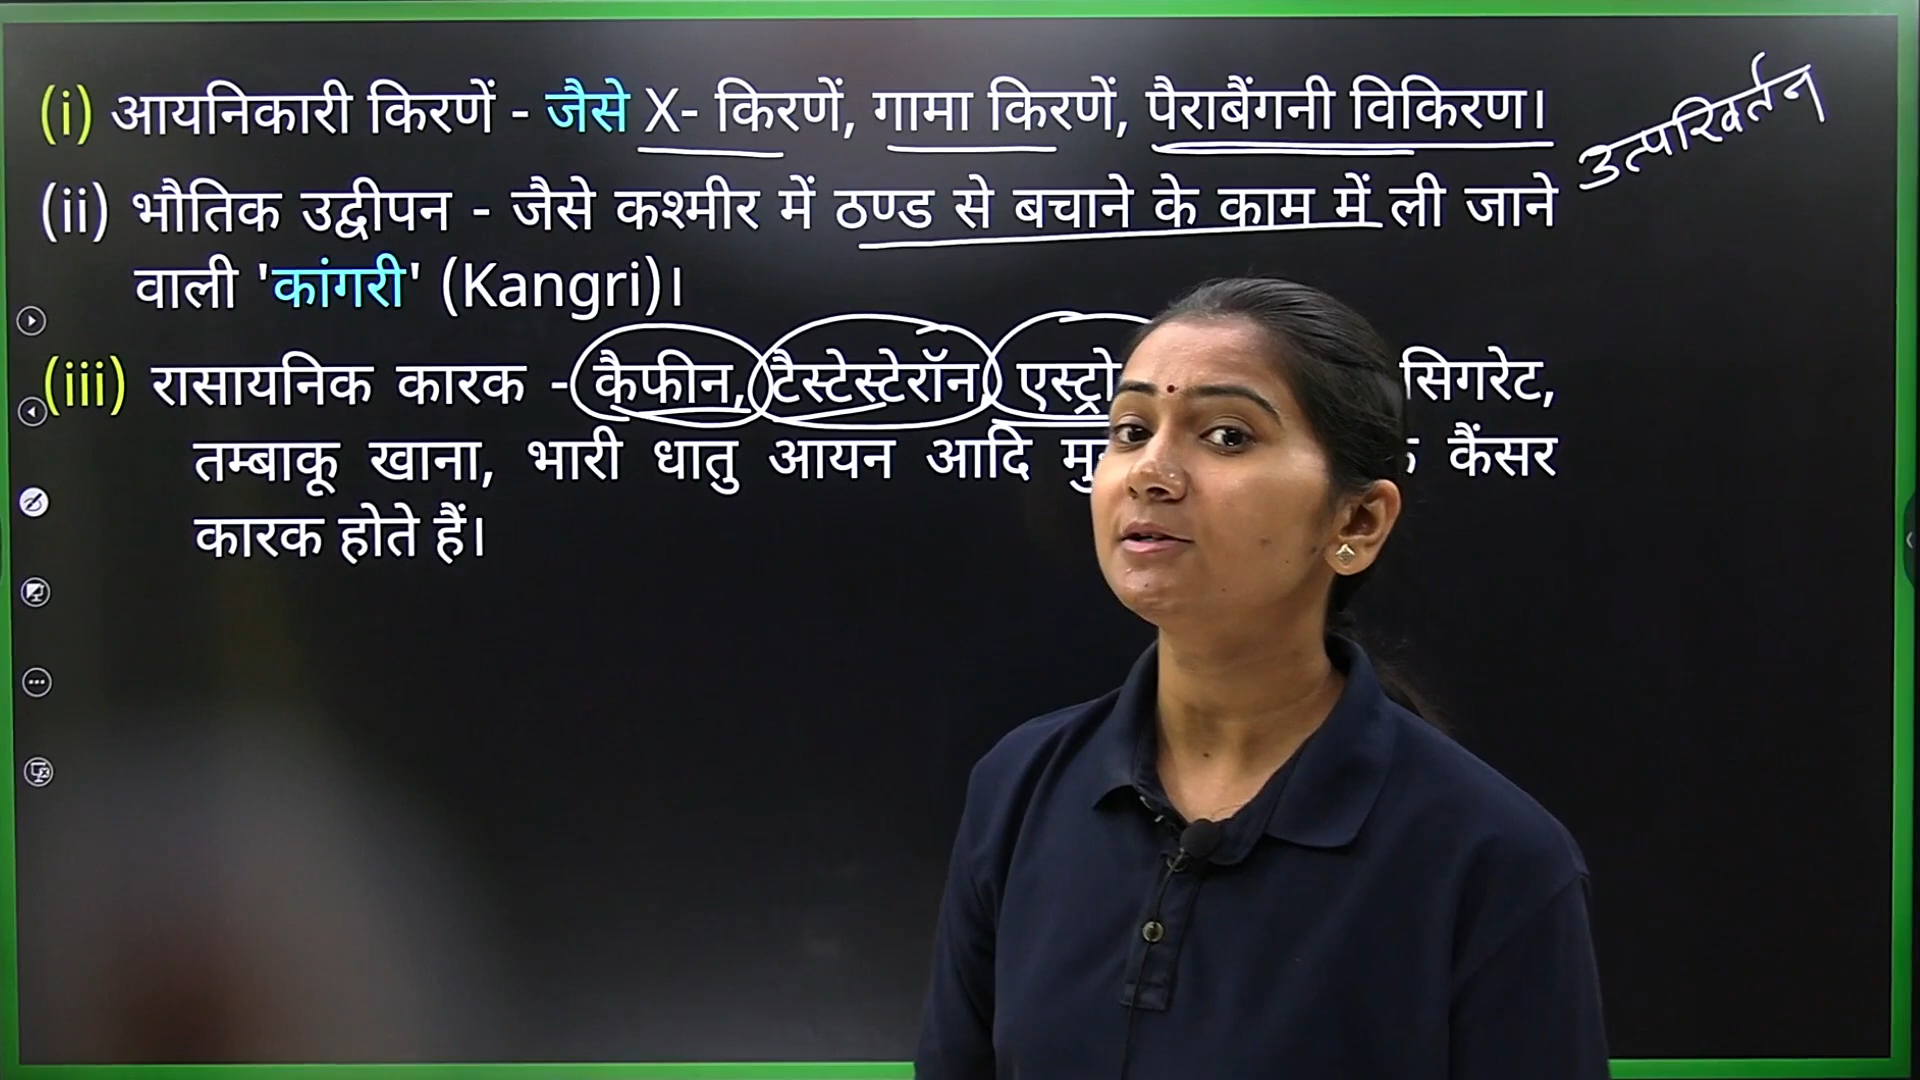 (i) आयनिकारी किरणें - जैसे X- किरणें, गामा किरणें, पैराबैंगनी विकिरण।
उत्परिवर्तन
(ii) भौतिक उद्दीपन - जैसे कश्मीर में ठण्ड से बचाने के काम में ली जाने
वाली 'कांगरी' (Kangri)।
(iii) रासायनिक कारक - कैफीन, टैस्टेस्टेरॉन, सिगरेट,
तम्बाकू खाना, भारी धातु आयन आदि कैंसर
कारक होते हैं।